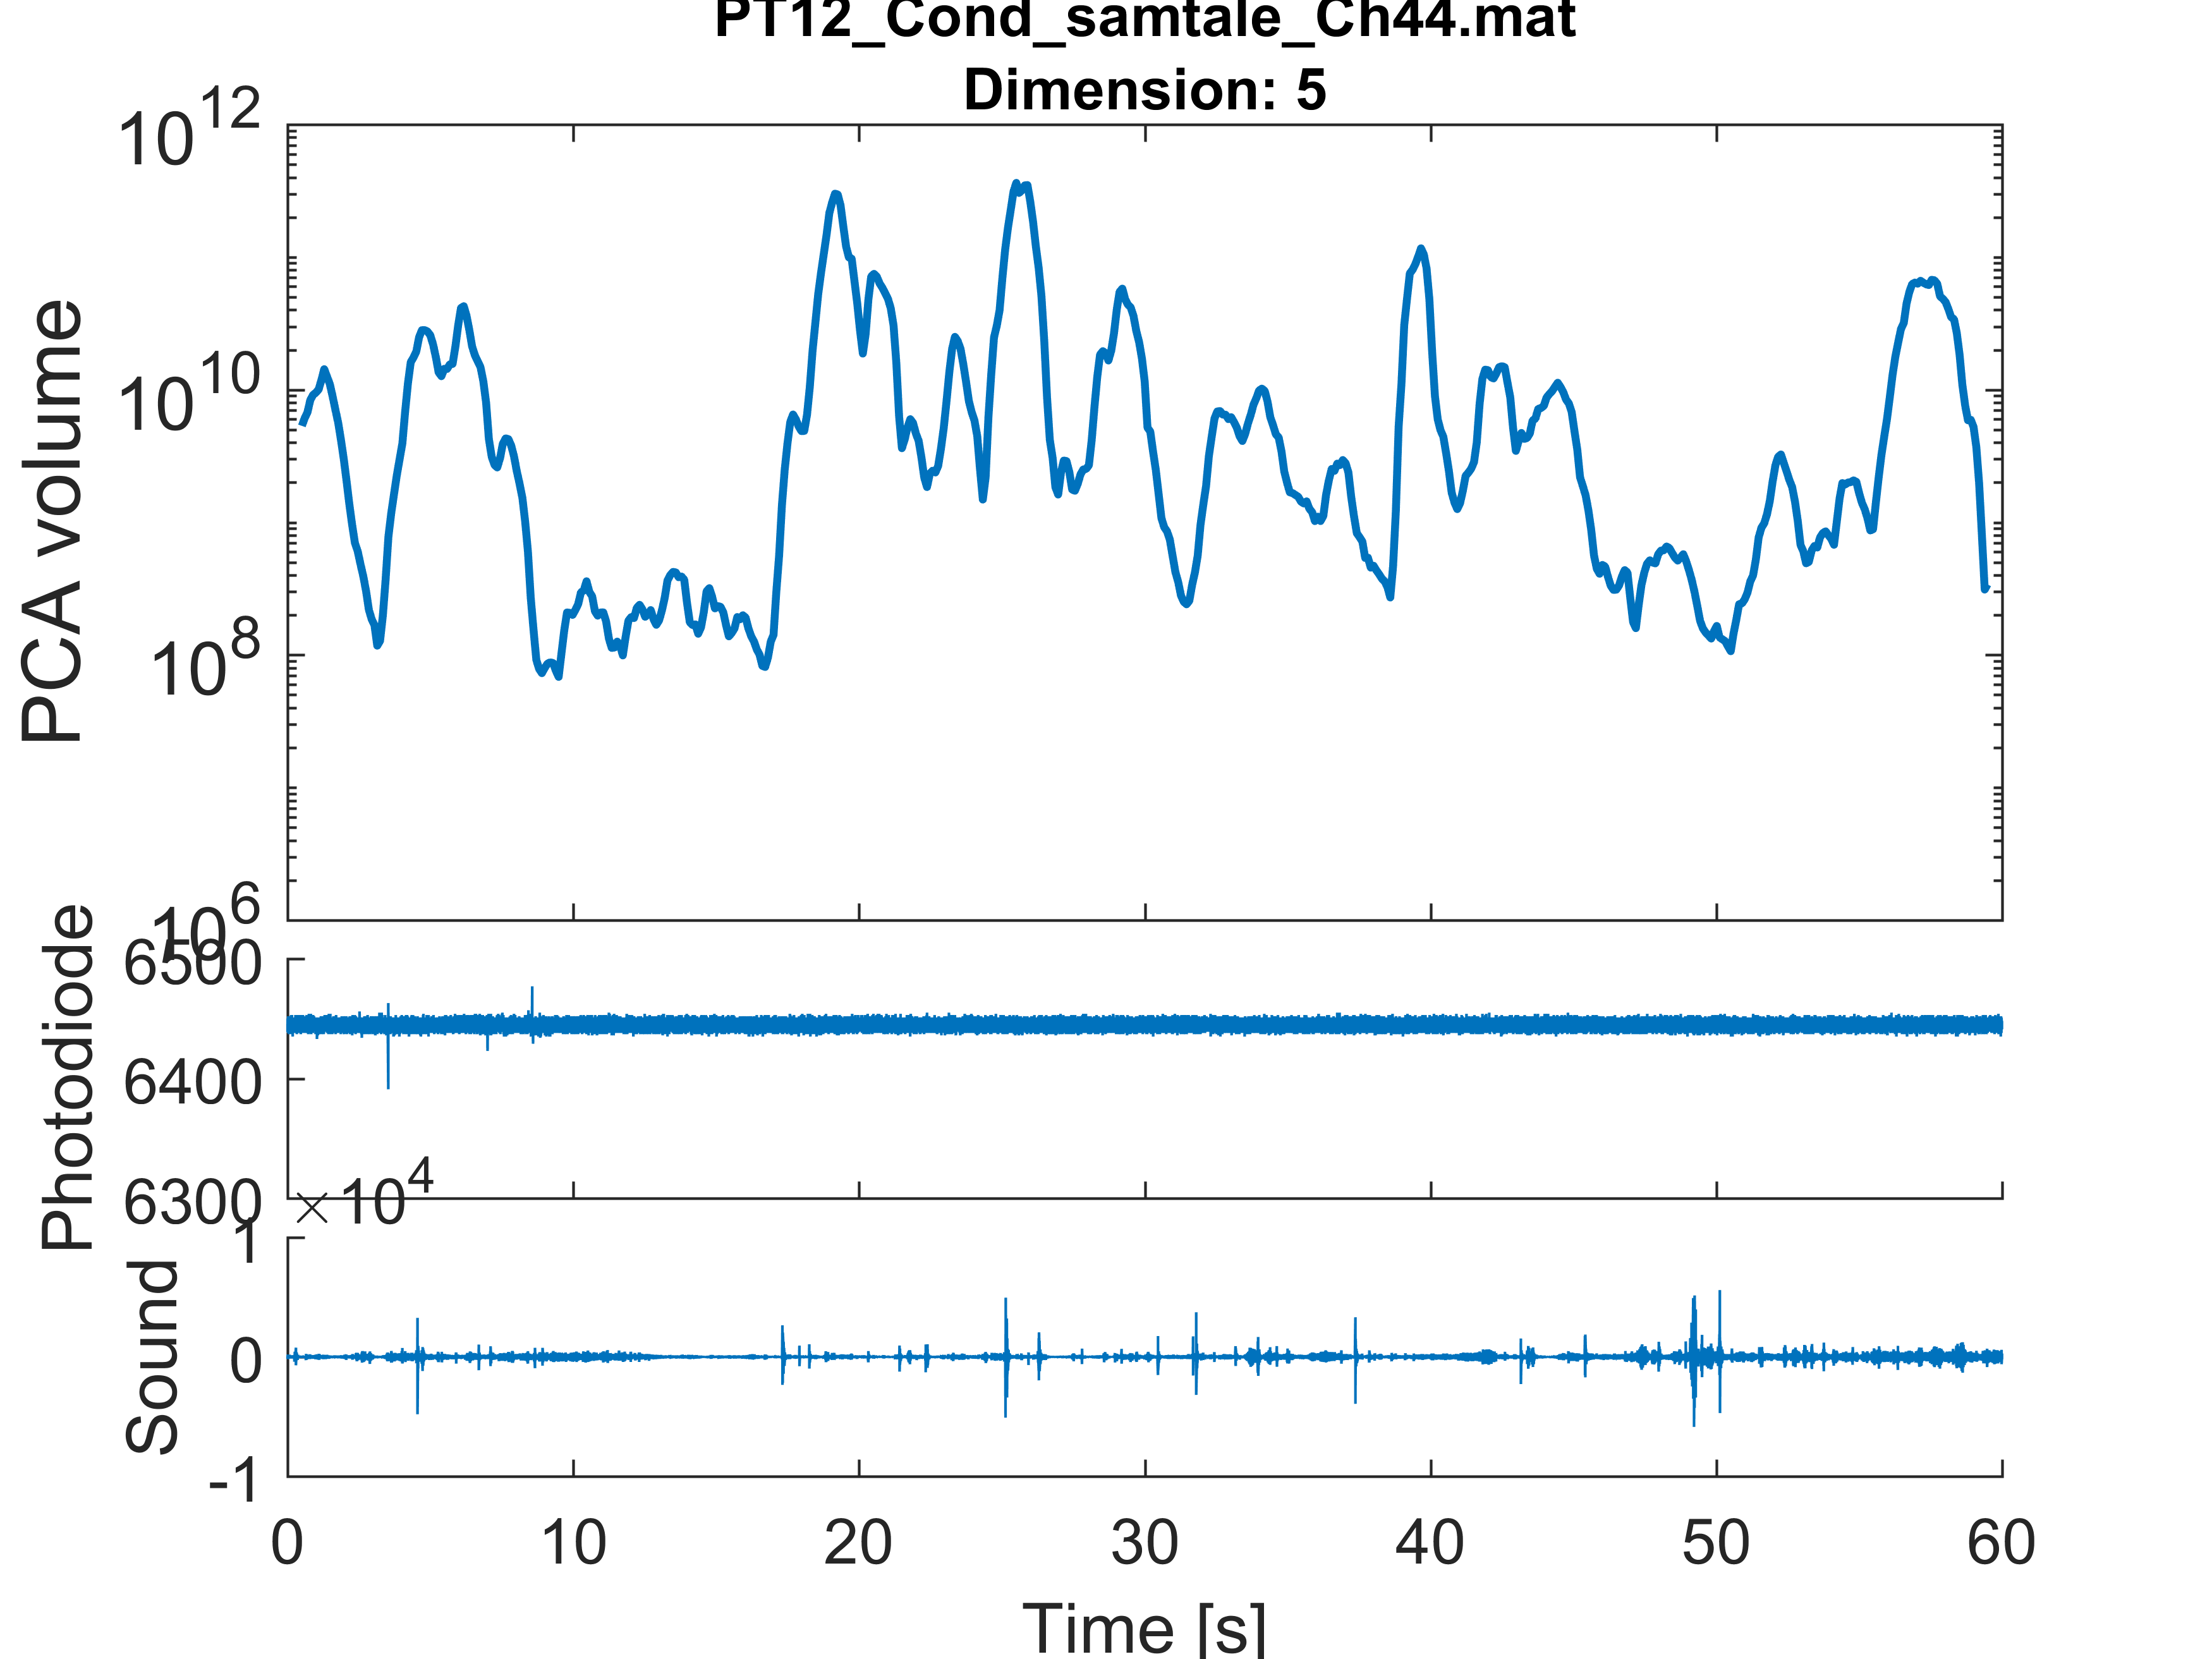 PT12_Cond_samtale_Ch44.mat
Dimension: 5
PCA volume
10^12
10^10
10^8
10^6
Photodiode
6500
6400
6300
×10^4
Sound
1
0
-1
0 10 20 30 40 50 60
Time [s]